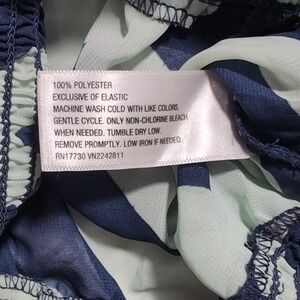 100% POLYESTER
EXCLUSIVE OF ELASTIC
MACHINE WASH COLD WITH LIKE COLORS.
GENTLE CYCLE. ONLY NON-CHLORINE BLEACH
WHEN NEEDED. TUMBLE DRY LOW.
REMOVE PROMPTLY. LOW IRON IF NEEDED.
RN17730 VN2242811